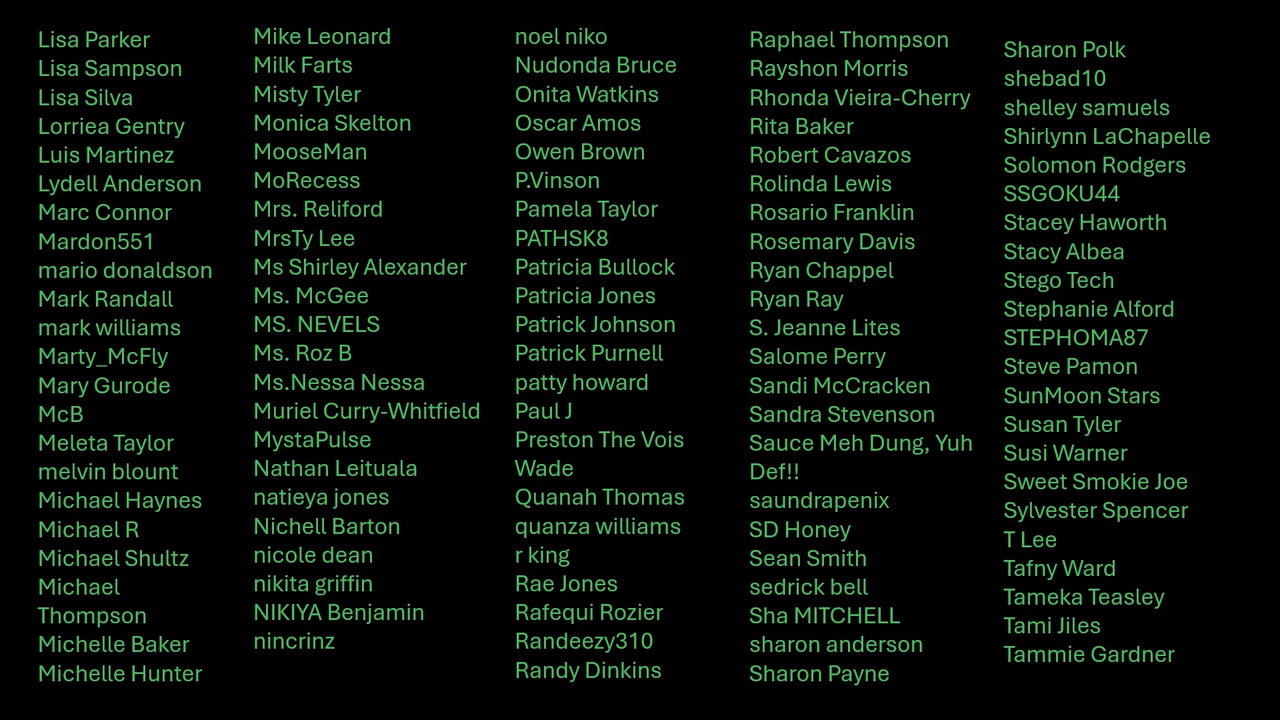 Lisa Parker
Lisa Sampson
Lisa Silva
Lorriea Gentry
Luis Martinez
Lydell Anderson
Marc Connor
Mardon551
mario donaldson
Mark Randall
mark williams
Marty_McFly
Mary Gurode
McB
Meleta Taylor
melvin blount
Michael Haynes
Michael R
Michael Shultz
Michael
Thompson
Michelle Baker
Michelle Hunter
Mike Leonard
Milk Farts
Misty Tyler
Monica Skelton
MooseMan
MoRecess
Mrs. Reliford
MrsTy Lee
Ms Shirley Alexander
Ms. McGee
MS. NEVELS
Ms. Roz B
Ms.Nessa Nessa
Muriel Curry-Whitfield
MystaPulse
Nathan Leituala
natieya jones
Nichell Barton
nicole dean
nikita griffin
NIKIYA Benjamin
nincrinz
noel niko
Nudonda Bruce
Onita Watkins
Oscar Amos
Owen Brown
P.Vinson
Pamela Taylor
PATHSK8
Patricia Bullock
Patricia Jones
Patrick Johnson
Patrick Purnell
patty howard
Paul J
Preston The Vois
Wade
Quanah Thomas
quanza williams
r king
Rae Jones
Rafequi Rozier
Randeezy310
Randy Dinkins
Raphael Thompson
Rayshon Morris
Rhonda Vieira-Cherry
Rita Baker
Robert Cavazos
Rolinda Lewis
Rosario Franklin
Rosemary Davis
Ryan Chappel
Ryan Ray
S. Jeanne Lites
Salome Perry
Sandi McCracken
Sandra Stevenson
Sauce Meh Dung, Yuh
Def!!
saundrapenix
SD Honey
Sean Smith
sedrick bell
Sha MITCHELL
sharon anderson
Sharon Payne
Sharon Polk
shebad10
shelley samuels
Shirlynn LaChapelle
Solomon Rodgers
SSGOKU44
Stacey Haworth
Stacy Albea
Stego Tech
Stephanie Alford
STEPHOMA87
Steve Pamon
SunMoon Stars
Susan Tyler
Susi Warner
Sweet Smokie Joe
Sylvester Spencer
T Lee
Tafny Ward
Tameka Teasley
Tami Jiles
Tammie Gardner